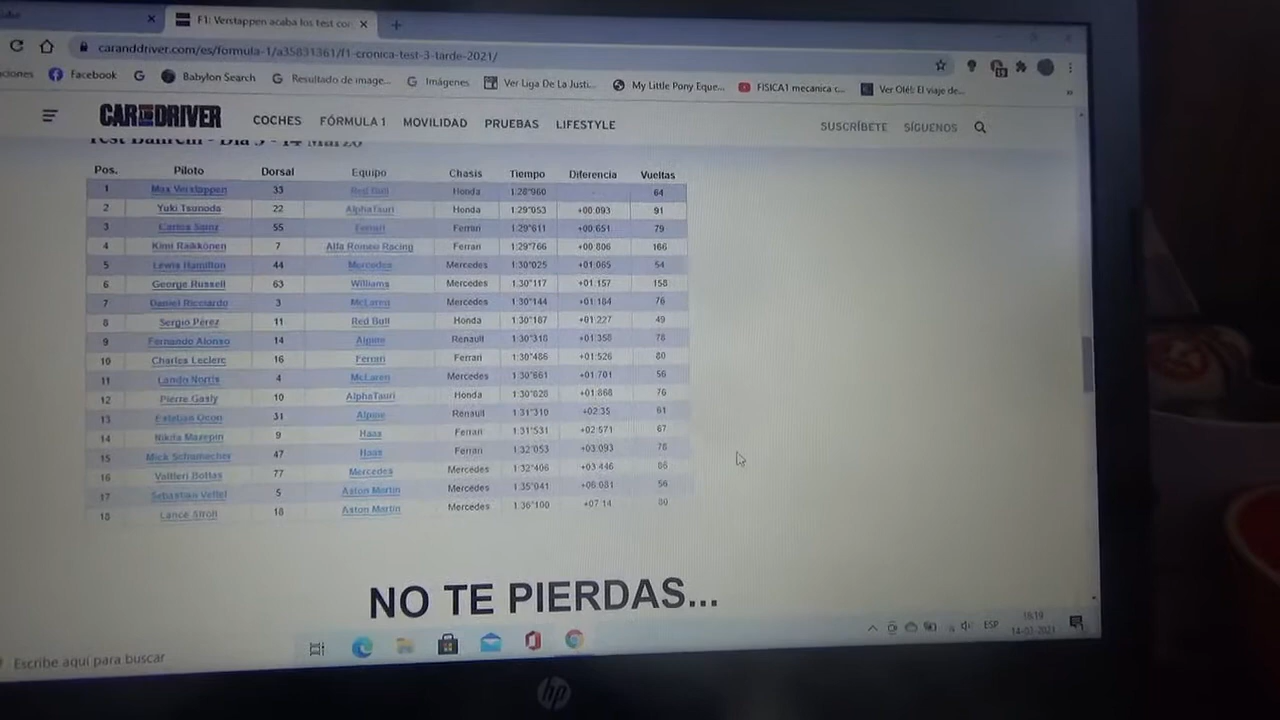 F1: Verstappen acaba los test con
caranddriver.com/es/formula-1/a35831361/f1-cronica-test-3-tarde-2021/
ciones Facebook Babylon Search Resultado de image... Imágenes Ver Liga De La Justi... My Little Pony Eque... FISICA1 mecanica c... Ver Olé!: El viaje de...
CAR AND DRIVER COCHES FÓRMULA 1 MOVILIDAD PRUEBAS LIFESTYLE SUSCRÍBETE SÍGUENOS
Pos. Piloto Dorsal Equipo Chasis Tiempo Diferencia Vueltas
1 Max Verstappen 33 Red Bull Honda 1:28"960 64
2 Yuki Tsunoda 22 AlphaTauri Honda 1:29"053 +00.093 91
3 Carlos Sainz 55 Ferrari Ferrari 1:29"611 +00.651 79
4 Kimi Raikkonen 7 Alfa Romeo Racing Ferrari 1:29"766 +00.806 166
5 Lewis Hamilton 44 Mercedes Mercedes 1:30"025 +01:065 54
6 George Russell 63 Williams Mercedes 1:30"117 +01:157 158
7 Daniel Ricciardo 3 McLaren Mercedes 1:30"144 +01:184 76
8 Sergio Pérez 11 Red Bull Honda 1:30"187 +01:227 49
9 Fernando Alonso 14 Alpine Renault 1:30"318 +01:358 78
10 Charles Leclerc 16 Ferrari Ferrari 1:30"486 +01:526 80
11 Lando Norris 4 McLaren Mercedes 1:30"661 +01:701 56
12 Pierre Gasly 10 AlphaTauri Honda 1:30"828 +01:868 76
13 Esteban Ocon 31 Alpine Renault 1:31"310 +02:35 61
14 Nikita Mazepin 9 Haas Ferrari 1:31"531 +02:571 67
15 Mick Schumacher 47 Haas Ferrari 1:32"053 +03:093 78
16 Valtteri Bottas 77 Mercedes Mercedes 1:32"406 +03:446 86
17 Sebastian Vettel 5 Aston Martin Mercedes 1:35"041 +06:081 56
18 Lance Stroll 18 Aston Martin Mercedes 1:36"100 +07:14 80
NO TE PIERDAS...
Escribe aquí para buscar ESP 16:19
14-03-2021
hp